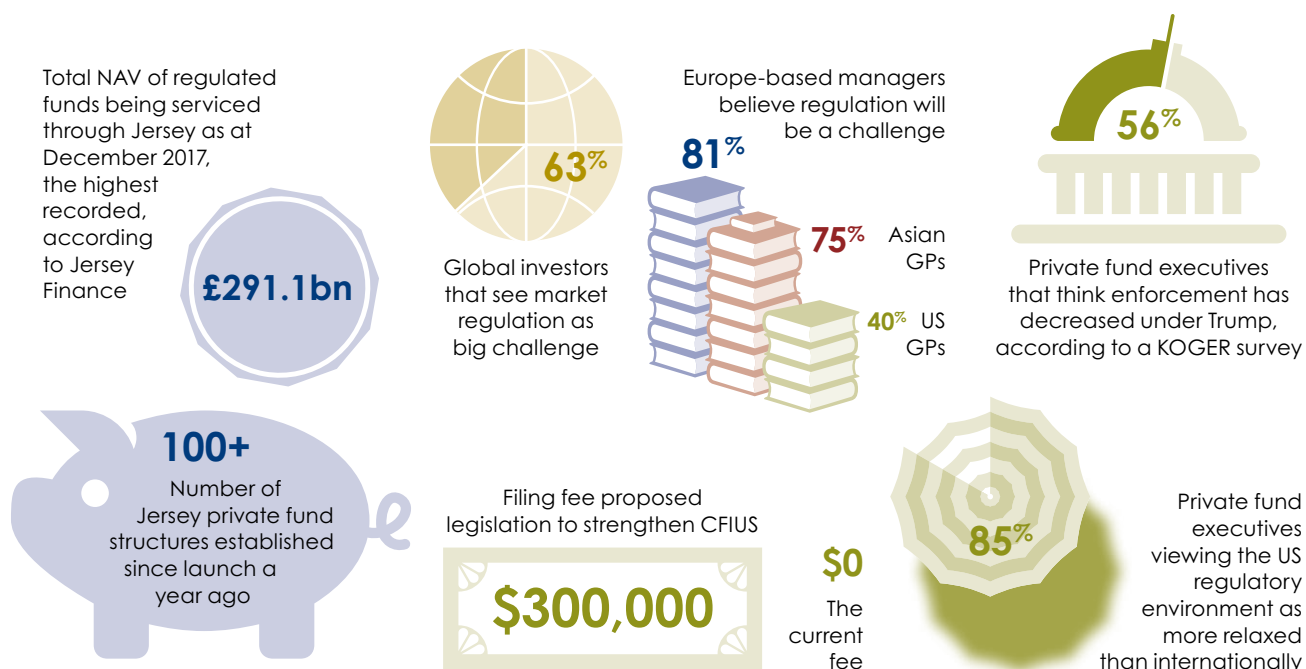 Total NAV of regulated
funds being serviced
through Jersey as at
December 2017,
the highest
recorded,
according
to Jersey
Finance
£291.1bn
63%
Global investors
that see market
regulation as
big challenge
Europe-based managers
believe regulation will
be a challenge
81%
75%
Asian
GPs
40%
US
GPs
56%
Private fund executives
that think enforcement has
decreased under Trump,
according to a KOGER survey
100+
Number of
Jersey private fund
structures established
since launch a
year ago
Filing fee proposed
legislation to strengthen CFIUS
$300,000
$0
The
current
fee
85%
Private fund
executives
viewing the US
regulatory
environment as
more relaxed
than internationally